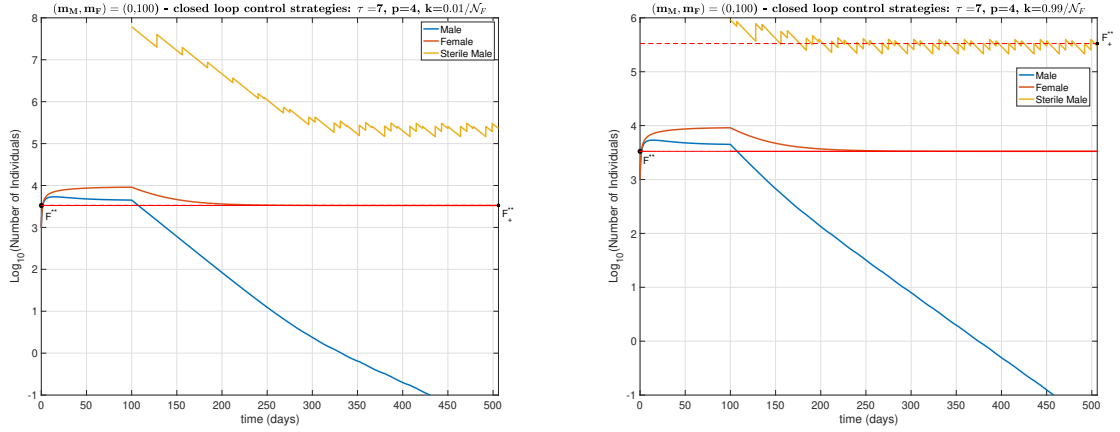 (m_M, m_F) = (0,100) - closed loop control strategies: τ=7, p=4, k=0.01/𝒩_F
8
7
6
5
4
3
2
1
0
-1
Log10(Number of Individuals)
Male
Female
Sterile Male
F**
F+**
0 50 100 150 200 250 300 350 400 450 500
time (days)
(m_M, m_F) = (0,100) - closed loop control strategies: τ=7, p=4, k=0.99/𝒩_F
6
5
4
3
2
1
0
-1
Log10(Number of Individuals)
F+**
Male
Female
Sterile Male
F**
0 50 100 150 200 250 300 350 400 450 500
time (days)